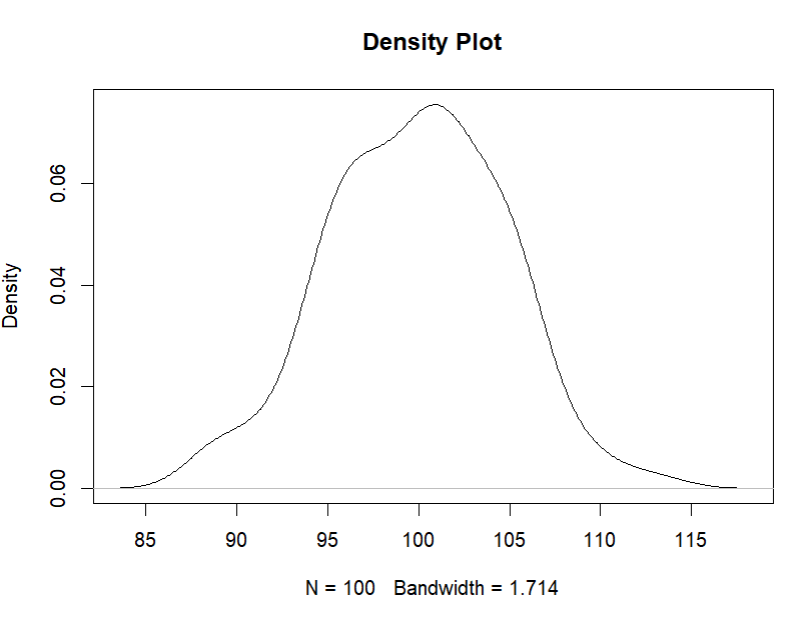 Density Plot
Density
0.06
0.04
0.02
0.00
85 90 95 100 105 110 115
N = 100 Bandwidth = 1.714